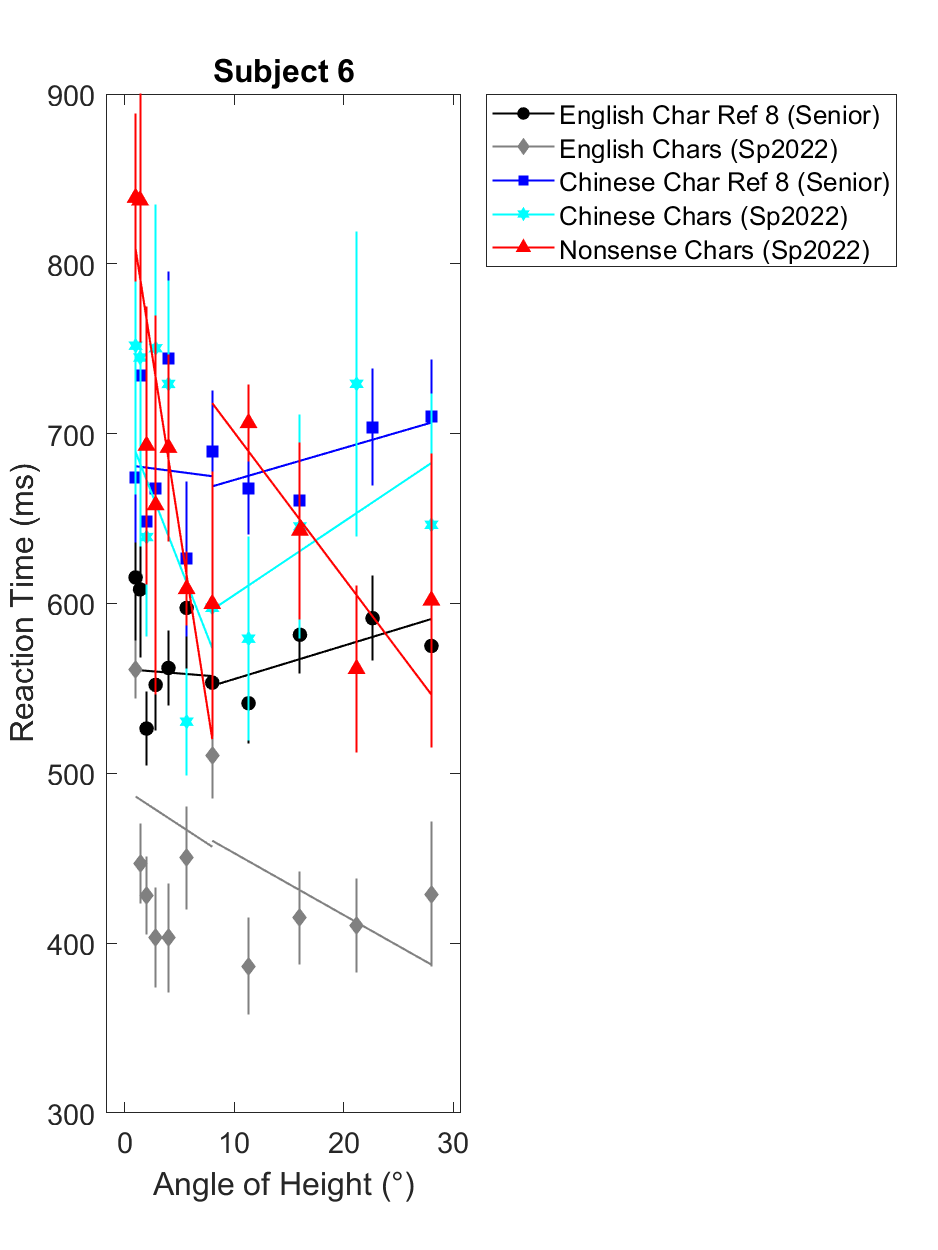 Subject 6
900
800
700
600
500
400
300
0 10 20 30
Reaction Time (ms)
Angle of Height (°)
English Char Ref 8 (Senior)
English Chars (Sp2022)
Chinese Char Ref 8 (Senior)
Chinese Chars (Sp2022)
Nonsense Chars (Sp2022)